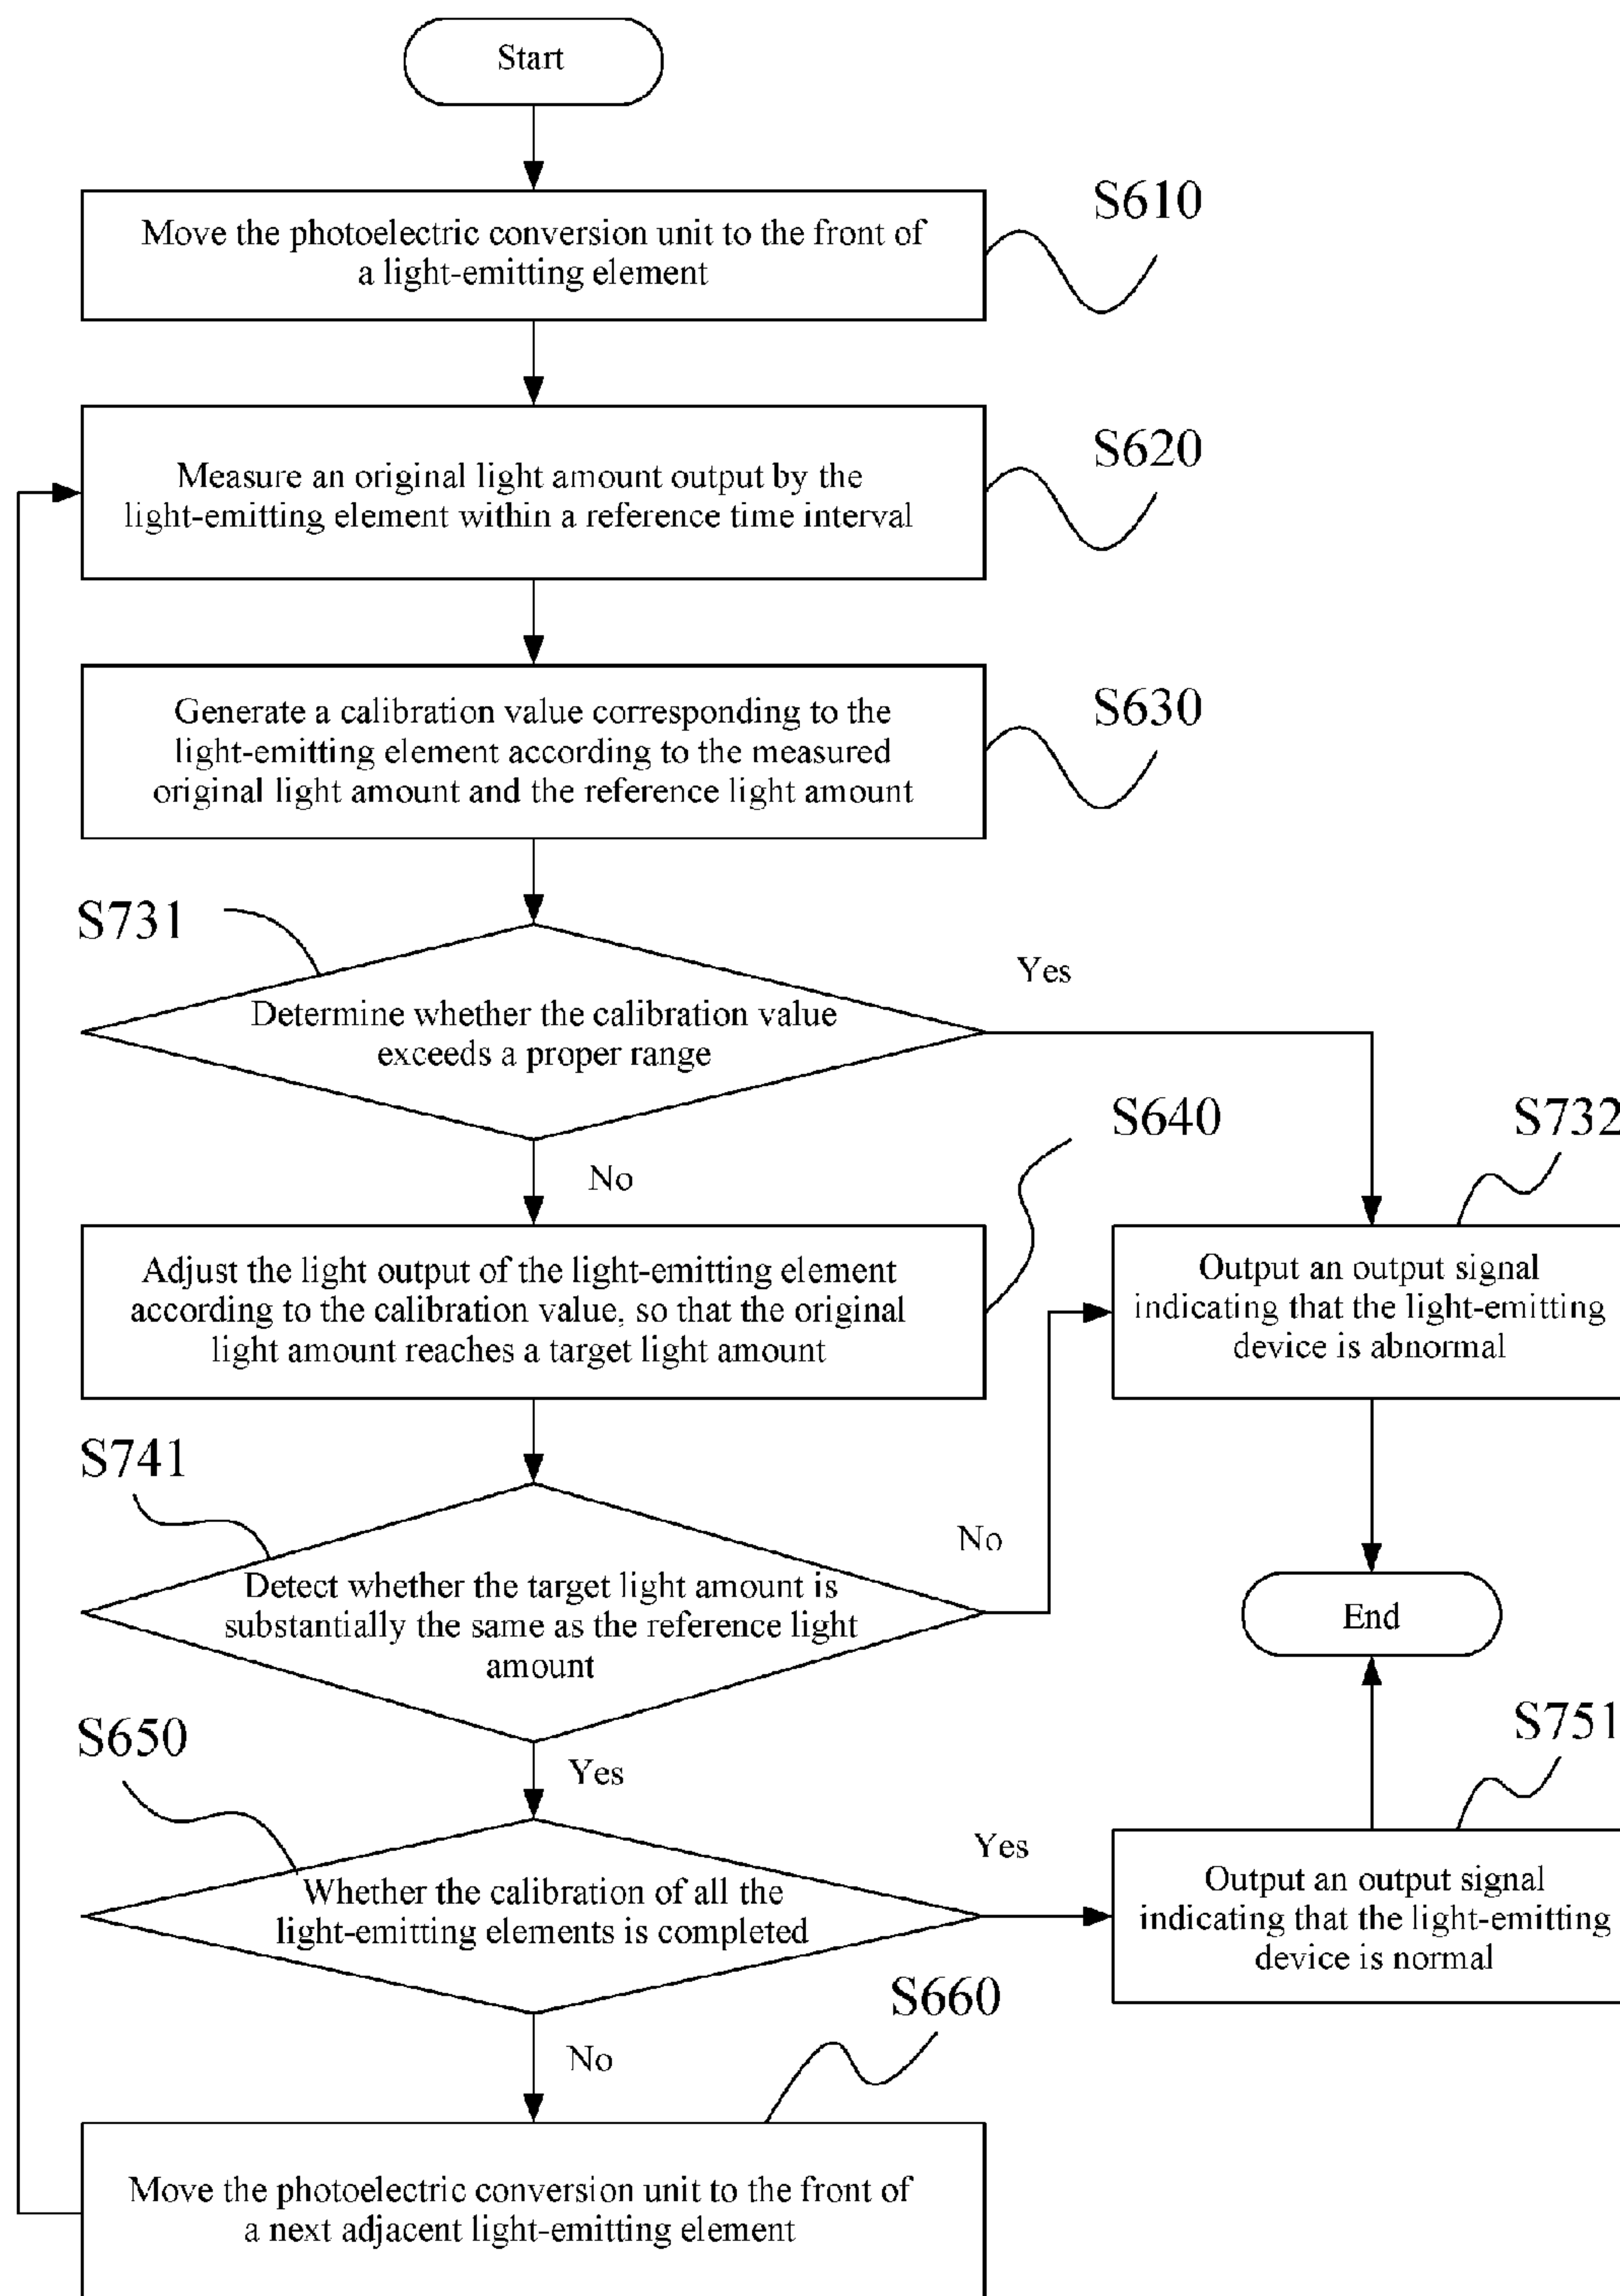 Start
Move the photoelectric conversion unit to the front of
a light-emitting element
S610
Measure an original light amount output by the
light-emitting element within a reference time interval
S620
Generate a calibration value corresponding to the
light-emitting element according to the measured
original light amount and the reference light amount
S630
S731
Determine whether the calibration value
exceeds a proper range
Yes
No
S640
S732
Adjust the light output of the light-emitting element
according to the calibration value, so that the original
light amount reaches a target light amount
Output an output signal
indicating that the light-emitting
device is abnormal
S741
Detect whether the target light amount is
substantially the same as the reference light
amount
No
Yes
End
S650
Whether the calibration of all the
light-emitting elements is completed
Yes
No
S751
Output an output signal
indicating that the light-emitting
device is normal
S660
Move the photoelectric conversion unit to the front of
a next adjacent light-emitting element